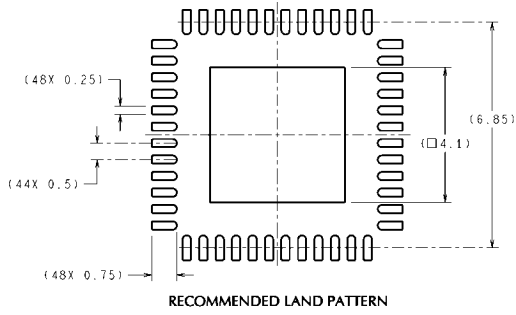 (48X 0.25)
(6.85)
(□4.1)
(44X 0.5)
(48X 0.75)
RECOMMENDED LAND PATTERN